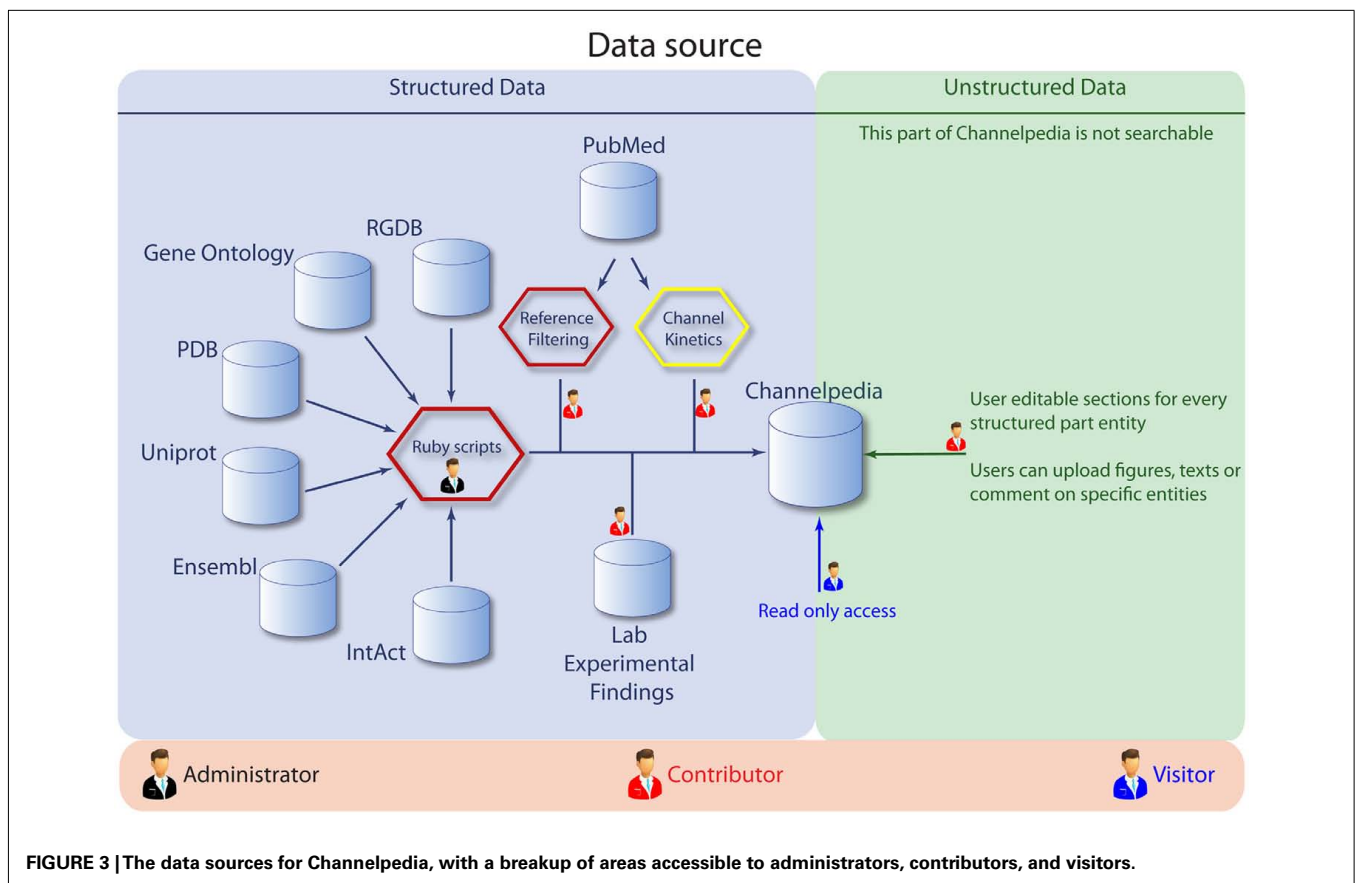 Data source
Structured Data
Unstructured Data
This part of Channelpedia is not searchable
PubMed
RGDB
Gene Ontology
Reference
Filtering
Channel
Kinetics
PDB
Channelpedia
User editable sections for every
structured part entity
Uniprot
Ruby scripts
Users can upload figures, texts or
comment on specific entities
Ensembl
Read only access
IntAct
Lab
Experimental
Findings
Administrator
Contributor
Visitor
FIGURE 3 | The data sources for Channelpedia, with a breakup of areas accessible to administrators, contributors, and visitors.